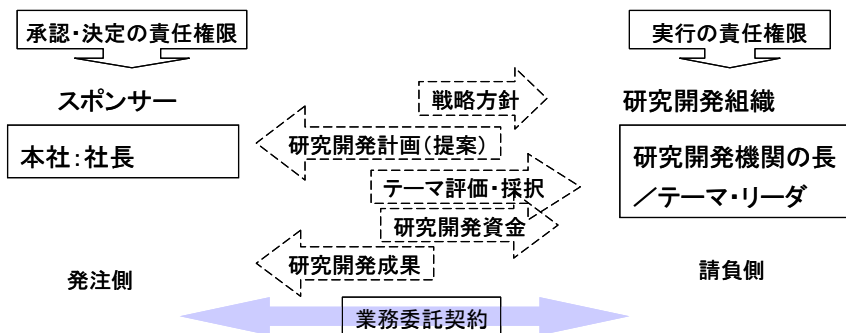 承認・決定の責任権限
実行の責任権限
スポンサー
戦略方針
研究開発組織
本社：社長
研究開発計画（提案）
研究開発機関の長
／テーマ・リーダ
テーマ評価・採択
研究開発資金
研究開発成果
発注側
請負側
業務委託契約